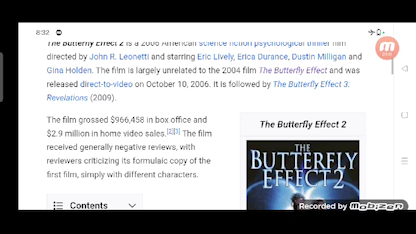 8:32
The Butterfly Effect 2 is a 2006 American science fiction psychological thriller film
directed by John R. Leonetti and starring Eric Lively, Erica Durance, Dustin Milligan and
Gina Holden. The film is largely unrelated to the 2004 film The Butterfly Effect and was
released direct-to-video on October 10, 2006. It is followed by The Butterfly Effect 3:
Revelations (2009).
The film grossed $966,458 in box office and
$2.9 million in home video sales.[2][3] The film
received generally negative reviews, with
reviewers criticizing its formulaic copy of the
first film, simply with different characters.
Contents
The Butterfly Effect 2
THE
BUTTERFLY
EFFECT 2
Recorded by Mobizen